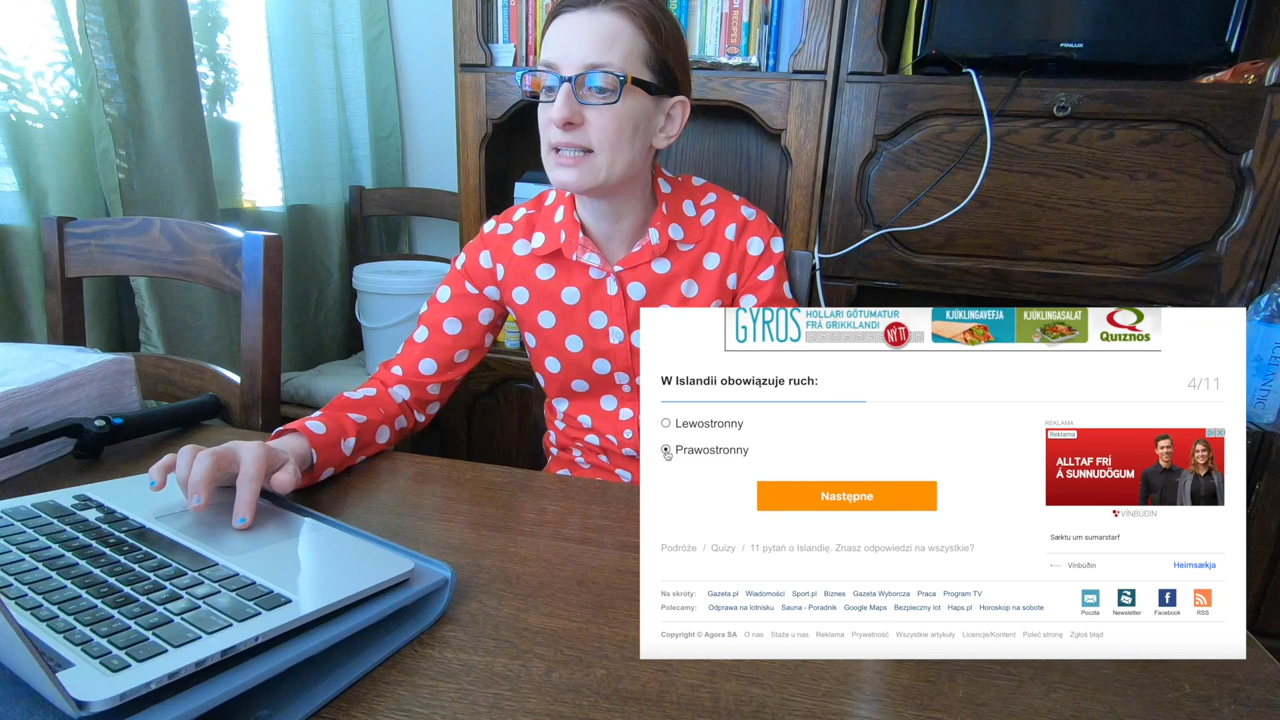 101 RECIPES
FINLUX
ICELANDIC
GYROS
HOLLARI GÖTUMATUR
FRÁ GRIKKLANDI
NÝTT
KJÚKLINGAVEFJA
KJÚKLINGASALAT
QUIZNOS
W Islandii obowiązuje ruch:
4/11
Lewostronny
Prawostronny
Następne
REKLAMA
Reklama
ALLTAF FRÍ
Á SUNNUDÖGUM
VÍNBÚÐIN
Sæktu um sumarstarf
Vínbúðin
Heimsækja
Podróże / Quizy / 11 pytań o Islandię. Znasz odpowiedzi na wszystkie?
Na skróty: Gazeta.pl Wiadomości Sport.pl Biznes Gazeta Wyborcza Praca Program TV
Polecamy: Odprawa na lotnisku Sauna - Poradnik Google Maps Bezpieczny lot Haps.pl Horoskop na sobote
Poczta Newsletter Facebook RSS
Copyright © Agora SA O nas Staże u nas Reklama Prywatność Wszystkie artykuły Licencje/Kontent Poleć stronę Zgłoś błąd